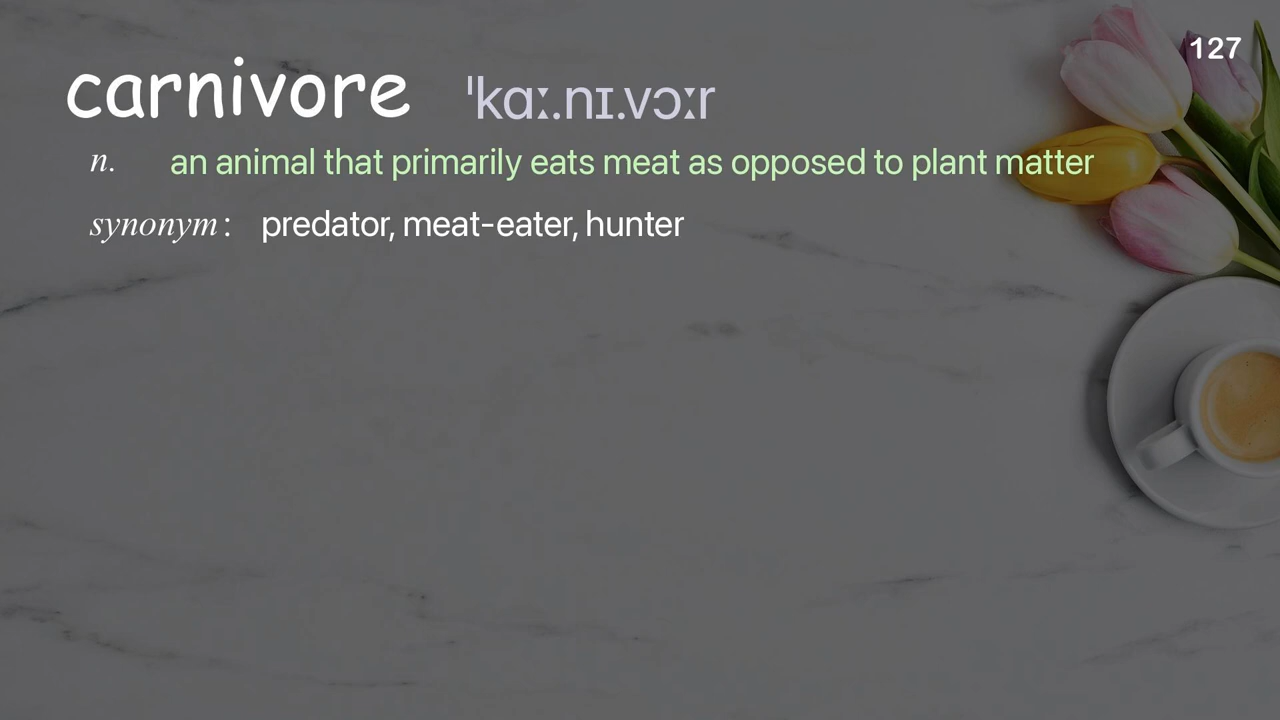 127
carnivore ˈkɑː.nɪ.vɔːr
n. an animal that primarily eats meat as opposed to plant matter
synonym: predator, meat-eater, hunter